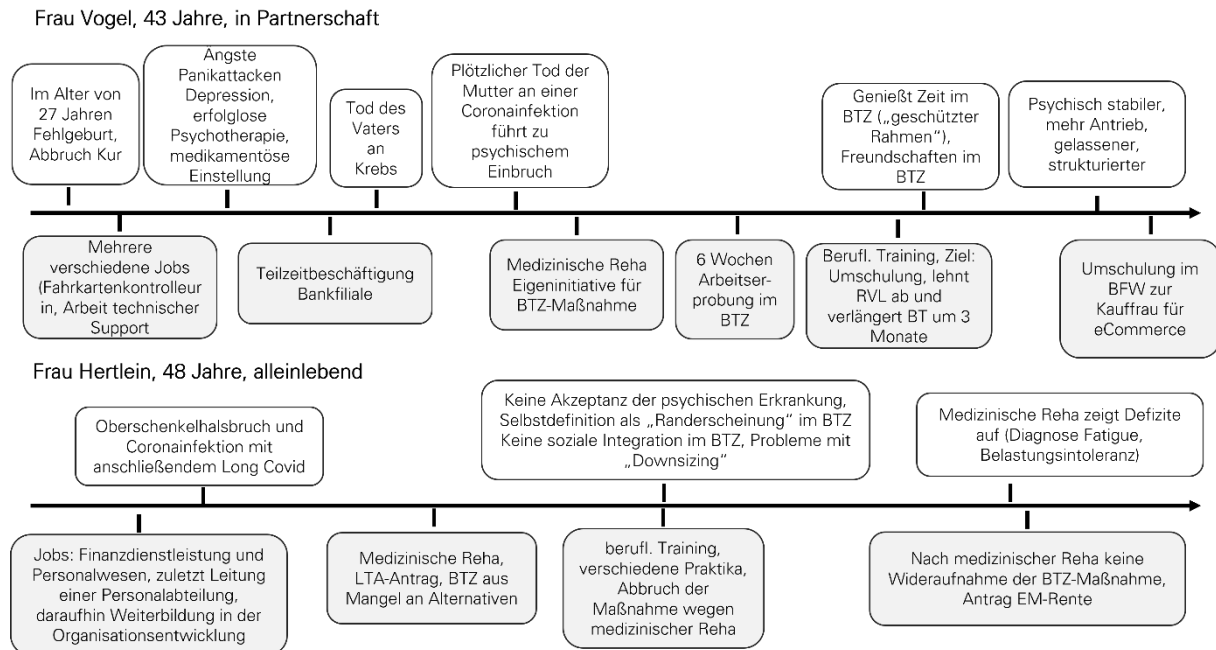 Frau Vogel, 43 Jahre, in Partnerschaft
Im Alter von
27 Jahren
Fehlgeburt,
Abbruch Kur
Ängste
Panikattacken
Depression,
erfolglose
Psychotherapie,
medikamentöse
Einstellung
Tod des
Vaters
an
Krebs
Plötzlicher Tod der
Mutter an einer
Coronainfektion
führt zu
psychischem
Einbruch
Genießt Zeit im
BTZ („geschützter
Rahmen“),
Freundschaften im
BTZ
Psychisch stabiler,
mehr Antrieb,
gelassener,
strukturierter
Mehrere
verschiedene Jobs
(Fahrkartenkontrolleur
in, Arbeit technischer
Support
Teilzeitbeschäftigung
Bankfiliale
Medizinische Reha
Eigeninitiative für
BTZ-Maßnahme
6 Wochen
Arbeitser-
probung im
BTZ
Berufl. Training, Ziel:
Umschulung, lehnt
RVL ab und
verlängert BT um 3
Monate
Umschulung im
BFW zur
Kauffrau für
eCommerce
Frau Hertlein, 48 Jahre, alleinlebend
Oberschenkelhalsbruch und
Coronainfektion mit
anschließendem Long Covid
Keine Akzeptanz der psychischen Erkrankung,
Selbstdefinition als „Randerscheinung“ im BTZ
Keine soziale Integration im BTZ, Probleme mit
„Downsizing“
Medizinische Reha zeigt Defizite
auf (Diagnose Fatigue,
Belastungsintoleranz)
Jobs: Finanzdienstleistung und
Personalwesen, zuletzt Leitung
einer Personalabteilung,
daraufhin Weiterbildung in der
Organisationsentwicklung
Medizinische Reha,
LTA-Antrag, BTZ aus
Mangel an Alternativen
berufl. Training,
verschiedene Praktika,
Abbruch der
Maßnahme wegen
medizinischer Reha
Nach medizinischer Reha keine
Wideraufnahme der BTZ-Maßnahme,
Antrag EM-Rente